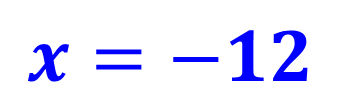 x = −12